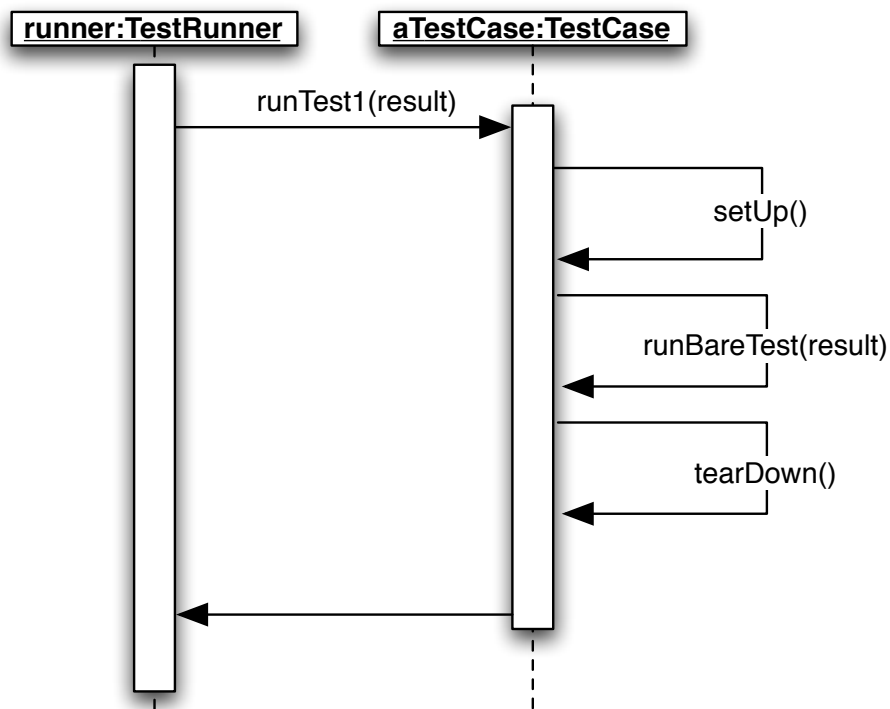 runner:TestRunner
aTestCase:TestCase
runTest1(result)
setUp()
runBareTest(result)
tearDown()